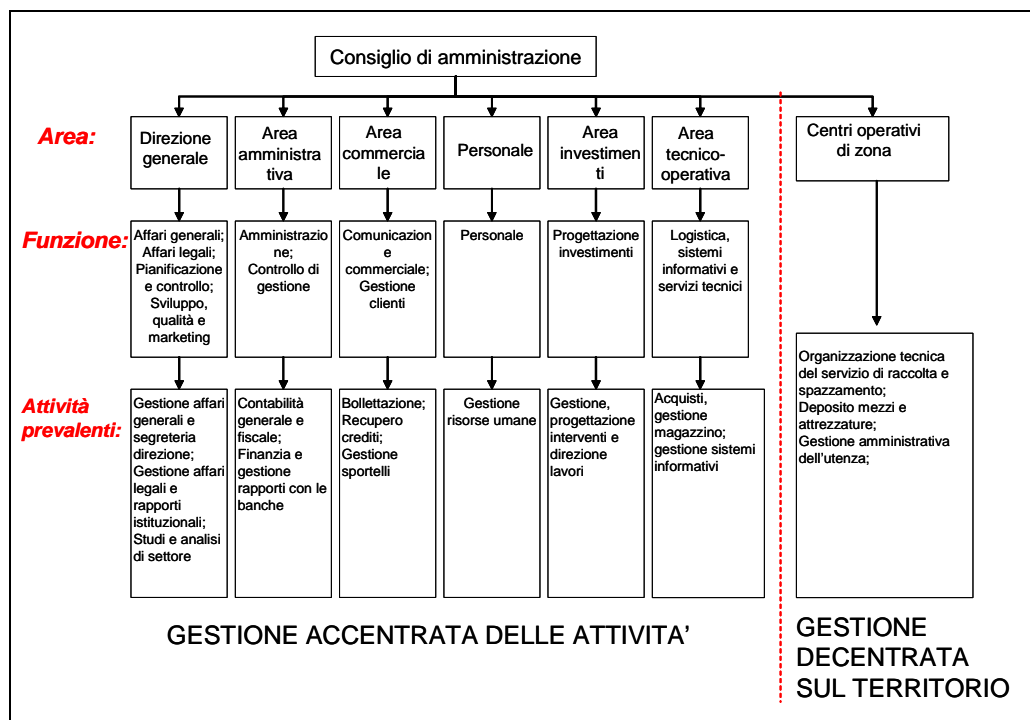 Consiglio di amministrazione
Area:
Direzione
generale
Area
amministra
tiva
Area
commercia
le
Personale
Area
investimen
ti
Area
tecnico-
operativa
Centri operativi
di zona
Funzione:
Affari generali;
Affari legali;
Pianificazione
e controllo;
Sviluppo,
qualità e
marketing
Amministrazio
ne;
Controllo di
gestione
Comunicazion
e
commerciale;
Gestione
clienti
Personale
Progettazione
investimenti
Logistica,
sistemi
informativi e
servizi tecnici
Attività
prevalenti:
Gestione affari
generali e
segreteria
direzione;
Gestione affari
legali e
rapporti
istituzionali;
Studi e analisi
di settore
Contabilità
generale e
fiscale;
Finanzia e
gestione
rapporti con le
banche
Bollettazione;
Recupero
crediti;
Gestione
sportelli
Gestione
risorse umane
Gestione,
progettazione
interventi e
direzione
lavori
Acquisti,
gestione
magazzino;
gestione sistemi
informativi
Organizzazione tecnica
del servizio di raccolta e
spazzamento;
Deposito mezzi e
attrezzature;
Gestione amministrativa
dell'utenza;
GESTIONE ACCENTRATA DELLE ATTIVITA'
GESTIONE
DECENTRATA
SUL TERRITORIO